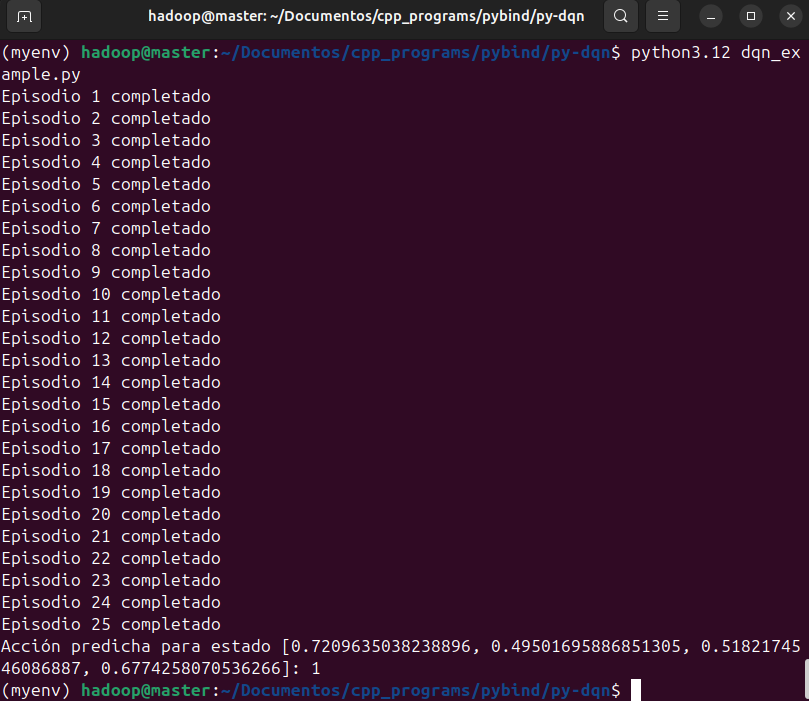 hadoop@master: ~/Documentos/cpp_programs/pybind/py-dqn
(myenv) hadoop@master:~/Documentos/cpp_programs/pybind/py-dqn$ python3.12 dqn_ex
ample.py
Episodio 1 completado
Episodio 2 completado
Episodio 3 completado
Episodio 4 completado
Episodio 5 completado
Episodio 6 completado
Episodio 7 completado
Episodio 8 completado
Episodio 9 completado
Episodio 10 completado
Episodio 11 completado
Episodio 12 completado
Episodio 13 completado
Episodio 14 completado
Episodio 15 completado
Episodio 16 completado
Episodio 17 completado
Episodio 18 completado
Episodio 19 completado
Episodio 20 completado
Episodio 21 completado
Episodio 22 completado
Episodio 23 completado
Episodio 24 completado
Episodio 25 completado
Acción predicha para estado [0.7209635038238896, 0.49501695886851305, 0.51821745
46086887, 0.6774258070536266]: 1
(myenv) hadoop@master:~/Documentos/cpp_programs/pybind/py-dqn$